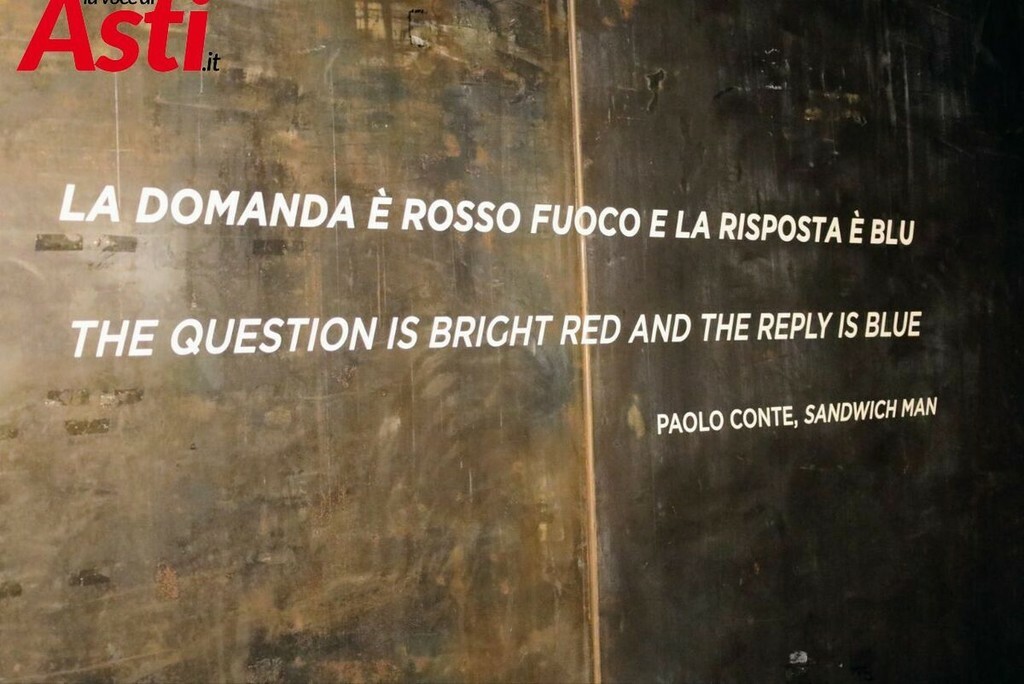 la voce di
Asti.it
LA DOMANDA È ROSSO FUOCO E LA RISPOSTA È BLU
THE QUESTION IS BRIGHT RED AND THE REPLY IS BLUE
PAOLO CONTE, SANDWICH MAN